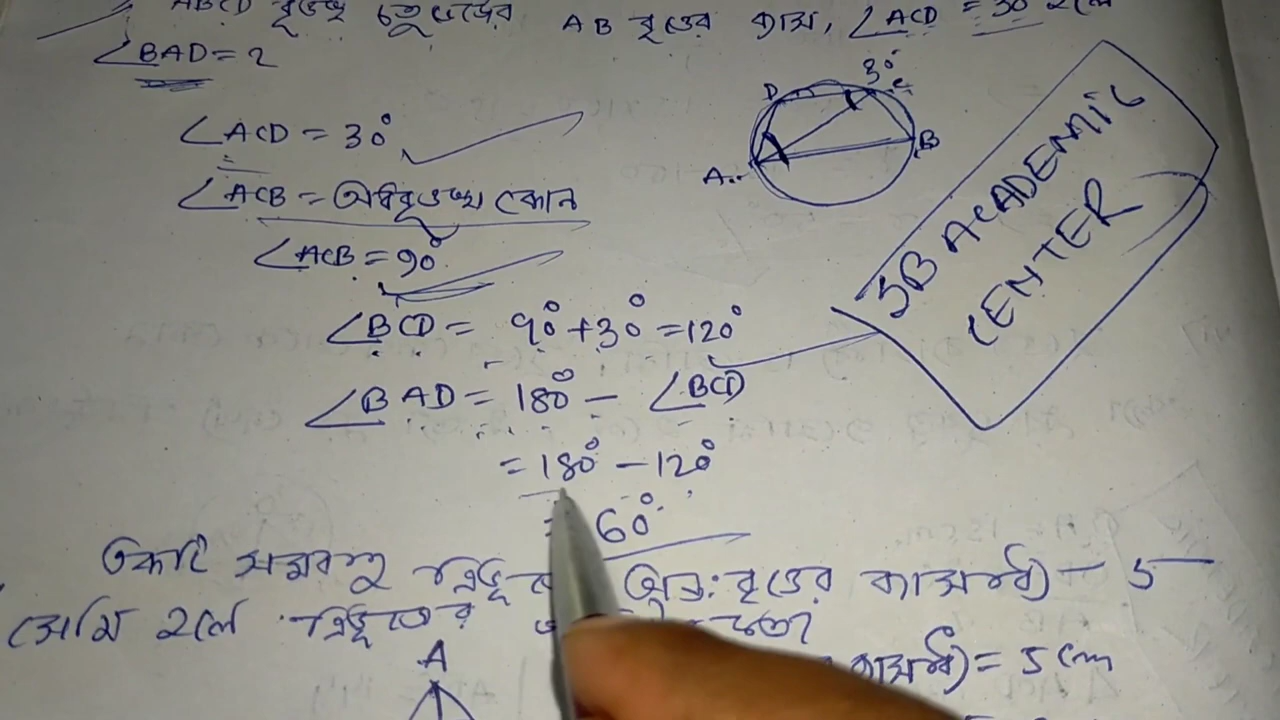 ABCD বৃত্তস্থ চতুর্ভুজের AB বৃত্তের ব্যাস, ∠ACD = 30° হলে
∠BAD = ?
∠ACD = 30°
∠ACB = অর্ধবৃত্তস্থ কোন
∠ACB = 90°
∠BCD = 90° + 30° = 120°
∠BAD = 180° - ∠BCD
= 180° - 120°
= 60°
30°
D
C
A
B
JB ACADEMIC
CENTER
একটি সমবাহু অন্তঃবৃত্তের ব্যাসার্ধ - 5
সেমি হলে ত্রিভুজের
ব্যাসার্ধ) = 5 cm
A